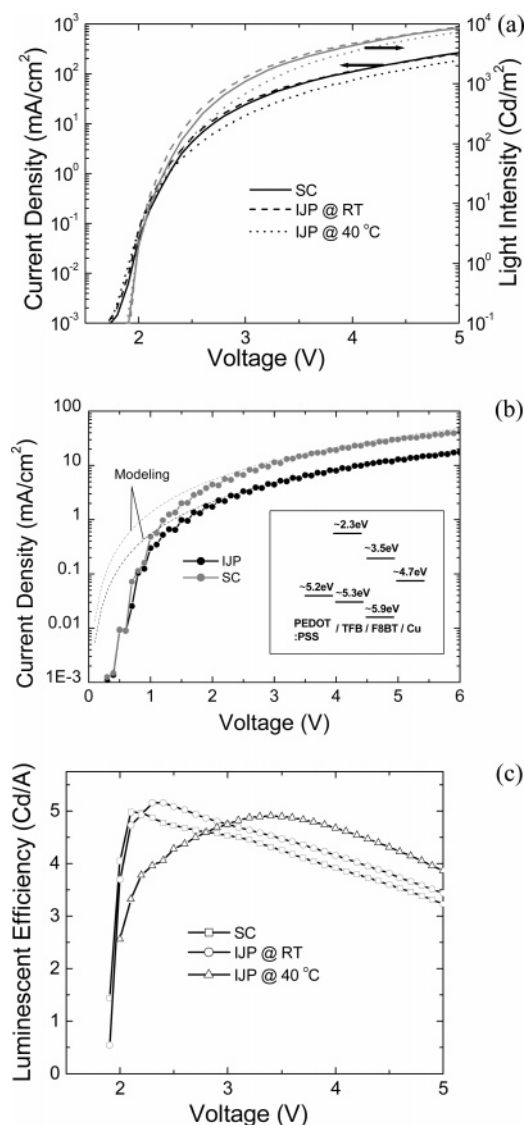 (a)
10³
10²
10¹
10⁰
10⁻¹
10⁻²
10⁻³
Current Density (mA/cm²)
10⁴
10³
10²
10¹
10⁰
10⁻¹
Light Intensity (Cd/m²)
SC
IJP @ RT
IJP @ 40 °C
2 3 4 5
Voltage (V)
(b)
100
10
1
0.1
0.01
1E-3
Current Density (mA/cm²)
Modeling
IJP
SC
~2.3eV
~3.5eV
~4.7eV
~5.2eV
~5.3eV
~5.9eV
PEDOT / TFB / F8BT / Cu
:PSS
0 1 2 3 4 5 6
Voltage (V)
(c)
5
4
3
2
1
0
Luminescent Efficiency (Cd/A)
SC
IJP @ RT
IJP @ 40 °C
2 3 4 5
Voltage (V)